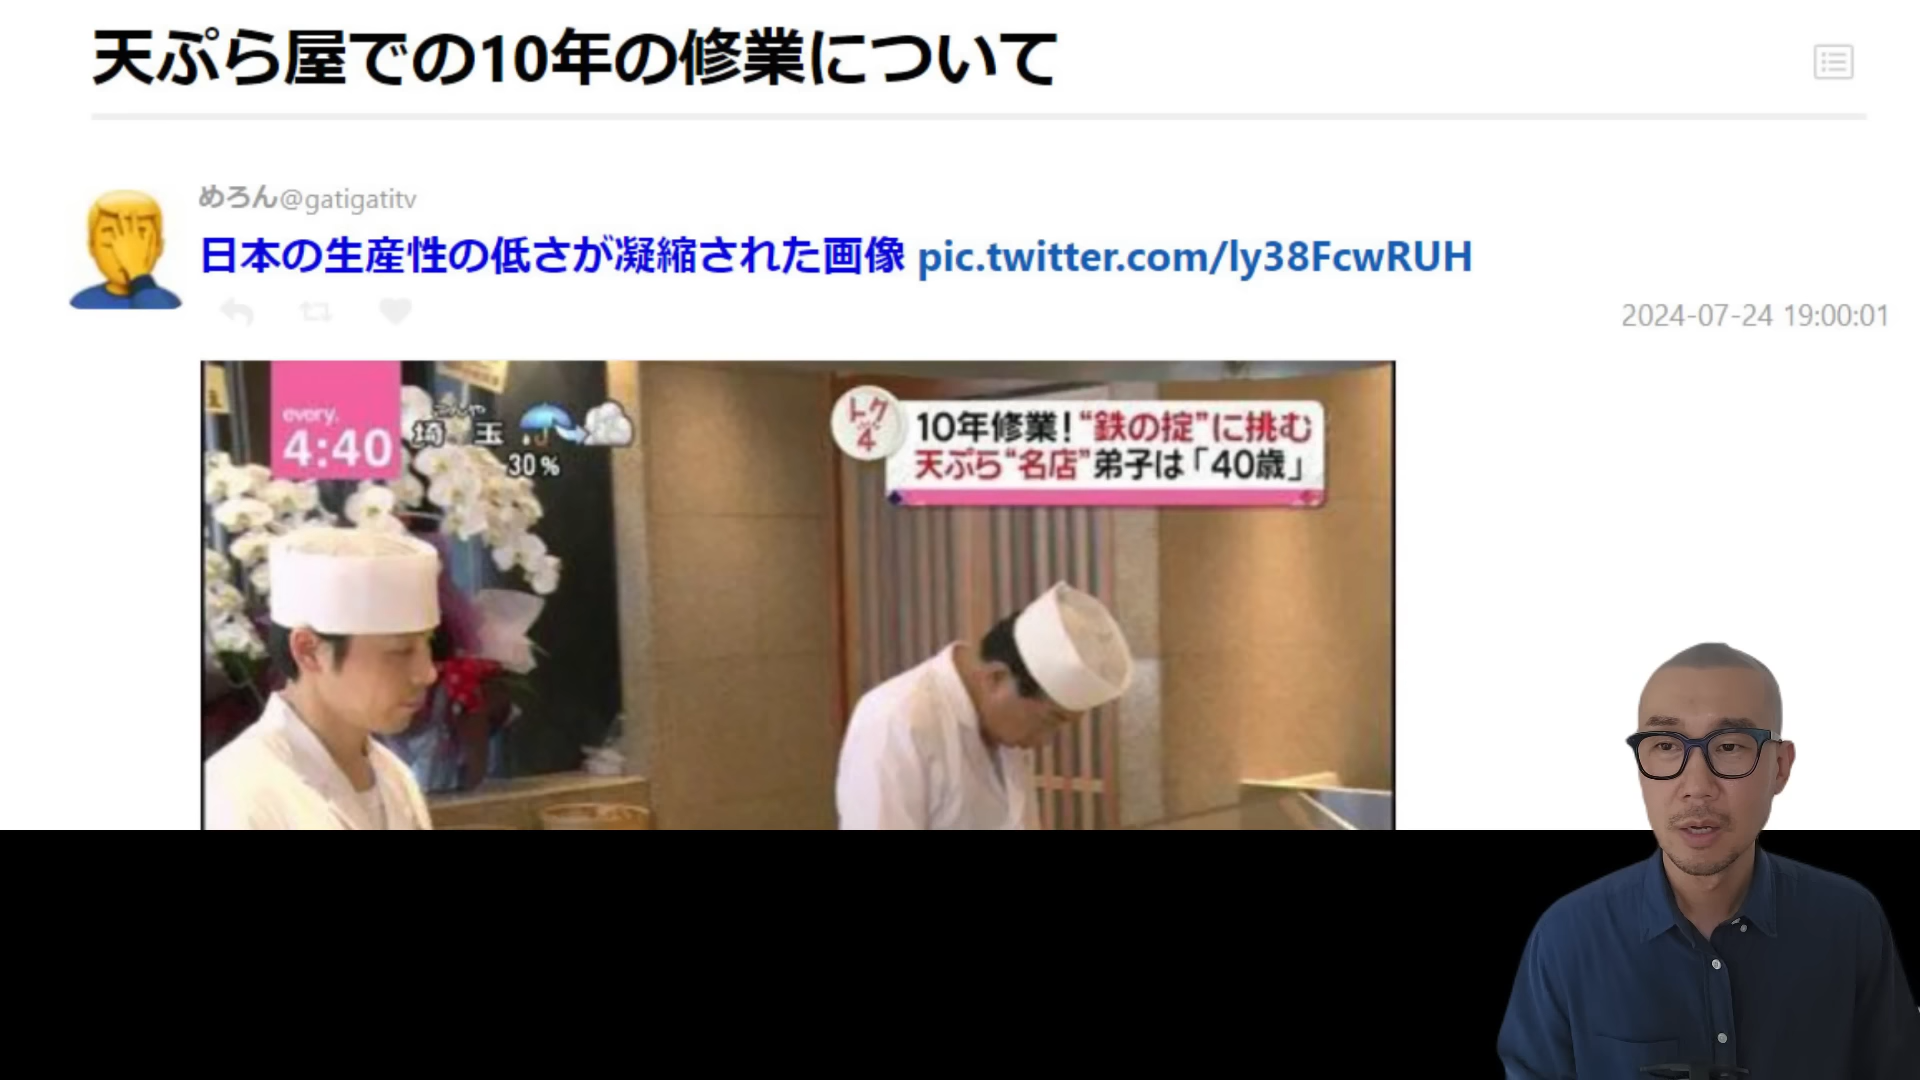 天ぷら屋での10年の修業について
めろん@gatigatitv
日本の生産性の低さが凝縮された画像 pic.twitter.com/ly38FcwRUH
2024-07-24 19:00:01
every.
4:40
こんや
埼 玉
30%
トク
4
10年修業!“鉄の掟”に挑む
天ぷら“名店”弟子は「40歳」